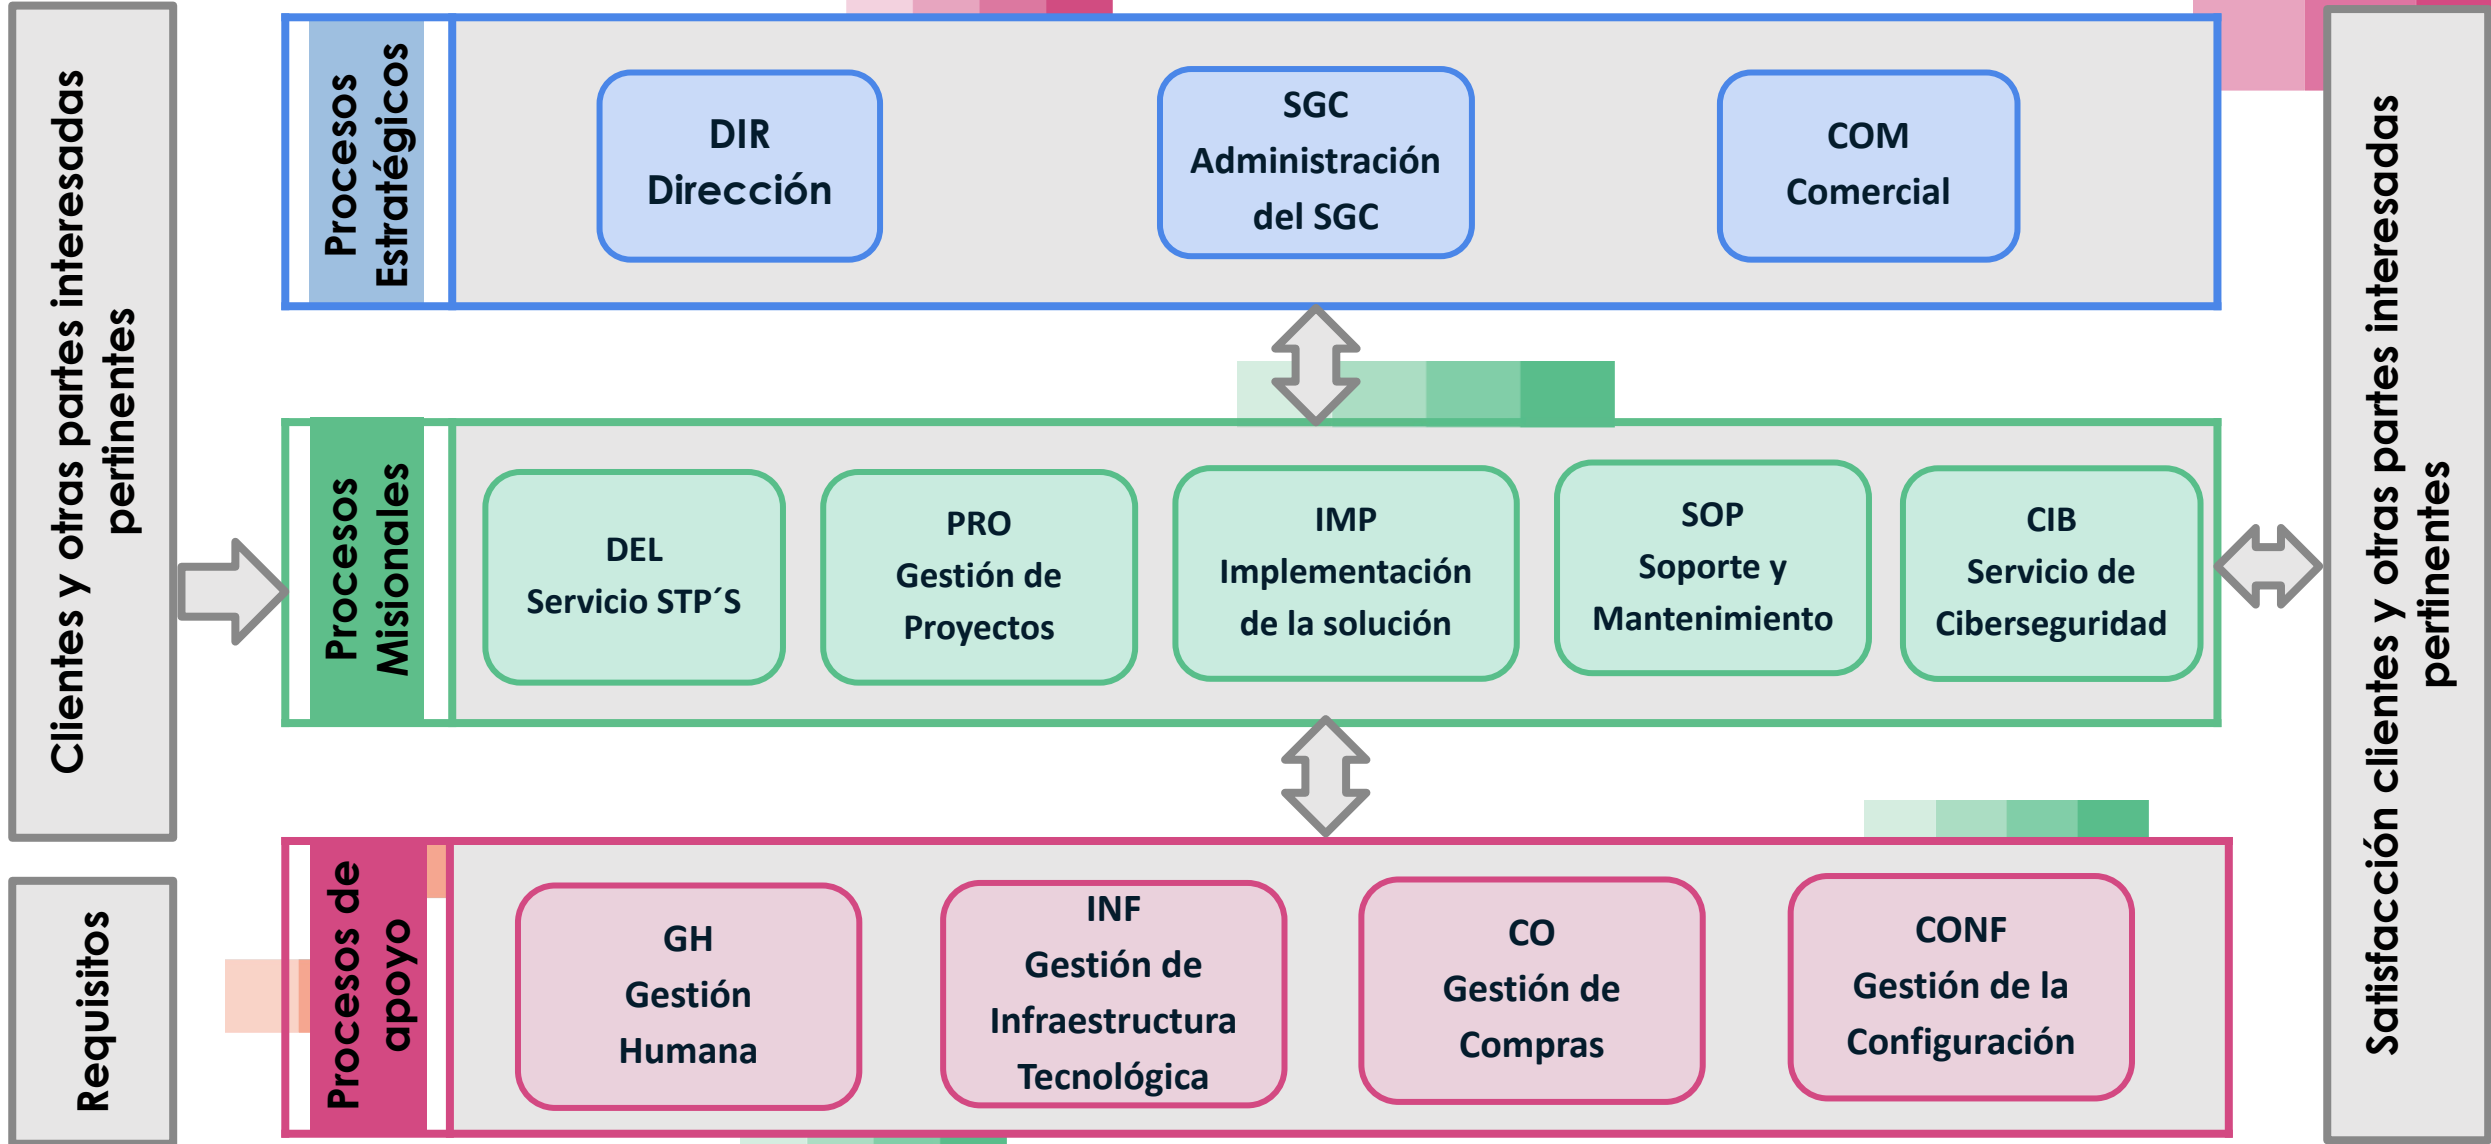 Clientes y otras partes interesadas
pertinentes
Requisitos
Procesos
Estratégicos
DIR
Dirección
SGC
Administración
del SGC
COM
Comercial
Procesos
Misionales
DEL
Servicio STP´S
PRO
Gestión de
Proyectos
IMP
Implementación
de la solución
SOP
Soporte y
Mantenimiento
CIB
Servicio de
Ciberseguridad
Procesos de
apoyo
GH
Gestión
Humana
INF
Gestión de
Infraestructura
Tecnológica
CO
Gestión de
Compras
CONF
Gestión de la
Configuración
Satisfacción clientes y otras partes interesadas
pertinentes